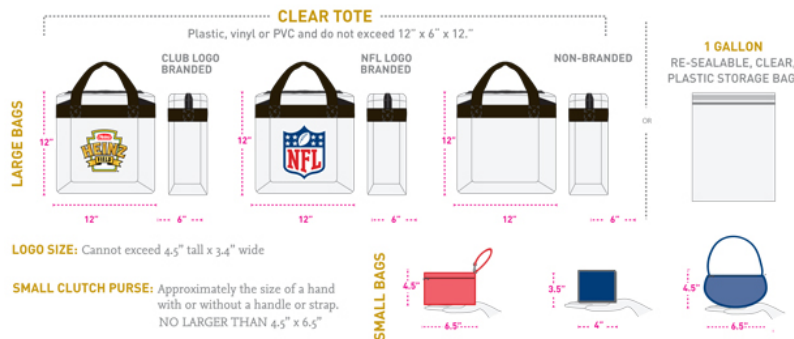 CLEAR TOTE
Plastic, vinyl or PVC and do not exceed 12” x 6” x 12.”
LARGE BAGS
CLUB LOGO
BRANDED
NFL LOGO
BRANDED
NON-BRANDED
OR
1 GALLON
RE-SEALABLE, CLEAR,
PLASTIC STORAGE BAG
12”
Heinz
HEINZ
FIELD
12”
6”
12”
NFL
12”
6”
12”
12”
6”
LOGO SIZE: Cannot exceed 4.5” tall x 3.4” wide
SMALL CLUTCH PURSE: Approximately the size of a hand
with or without a handle or strap.
NO LARGER THAN 4.5” x 6.5”
SMALL BAGS
4.5”
6.5”
3.5”
4”
4.5”
6.5”